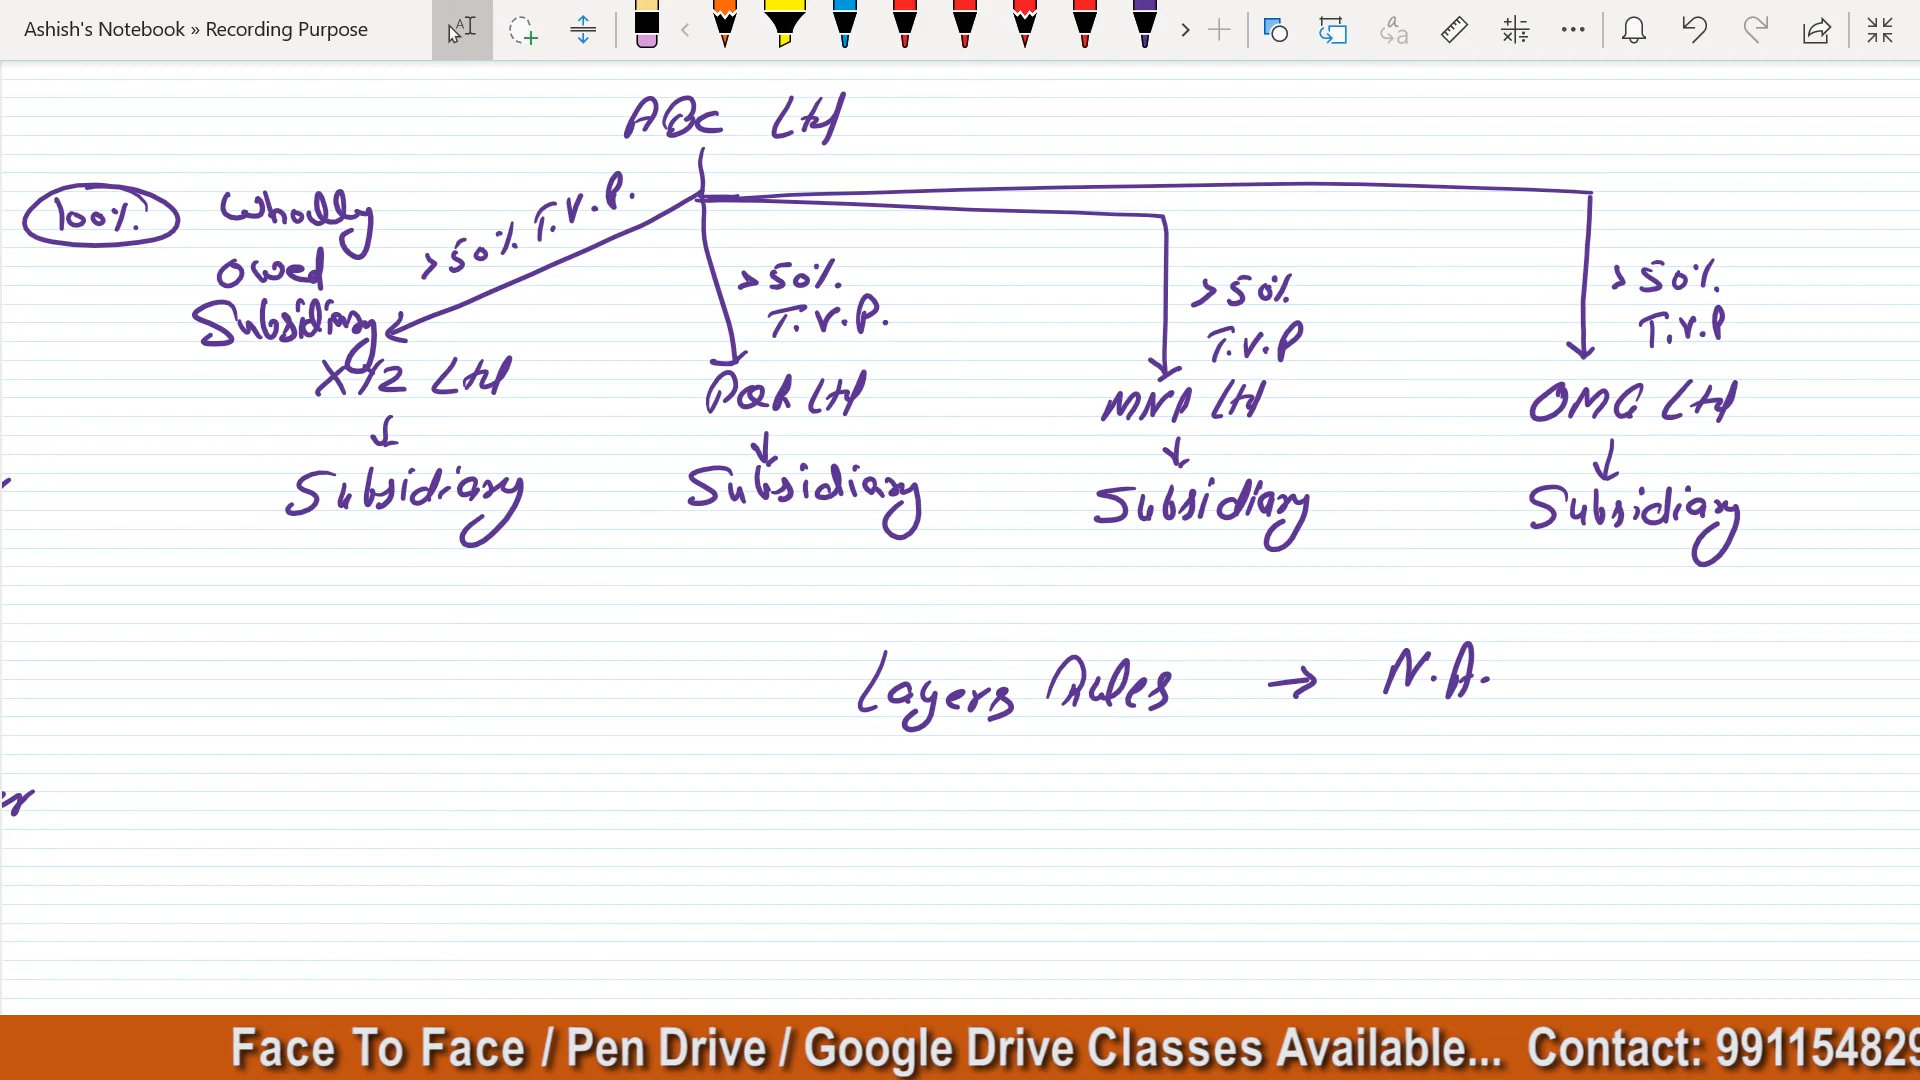 Ashish's Notebook » Recording Purpose
ABC Ltd
100% Wholly
Owed
Subsidiary
>50% T.V.P.
>50%
T.V.P.
>50%
T.V.P
>50%
T.V.P
XYZ Ltd
PQR Ltd
MNP Ltd
OMG Ltd
Subsidiary
Subsidiary
Subsidiary
Subsidiary
Layers Rules → N.A.
Face To Face / Pen Drive / Google Drive Classes Available... Contact: 991154829